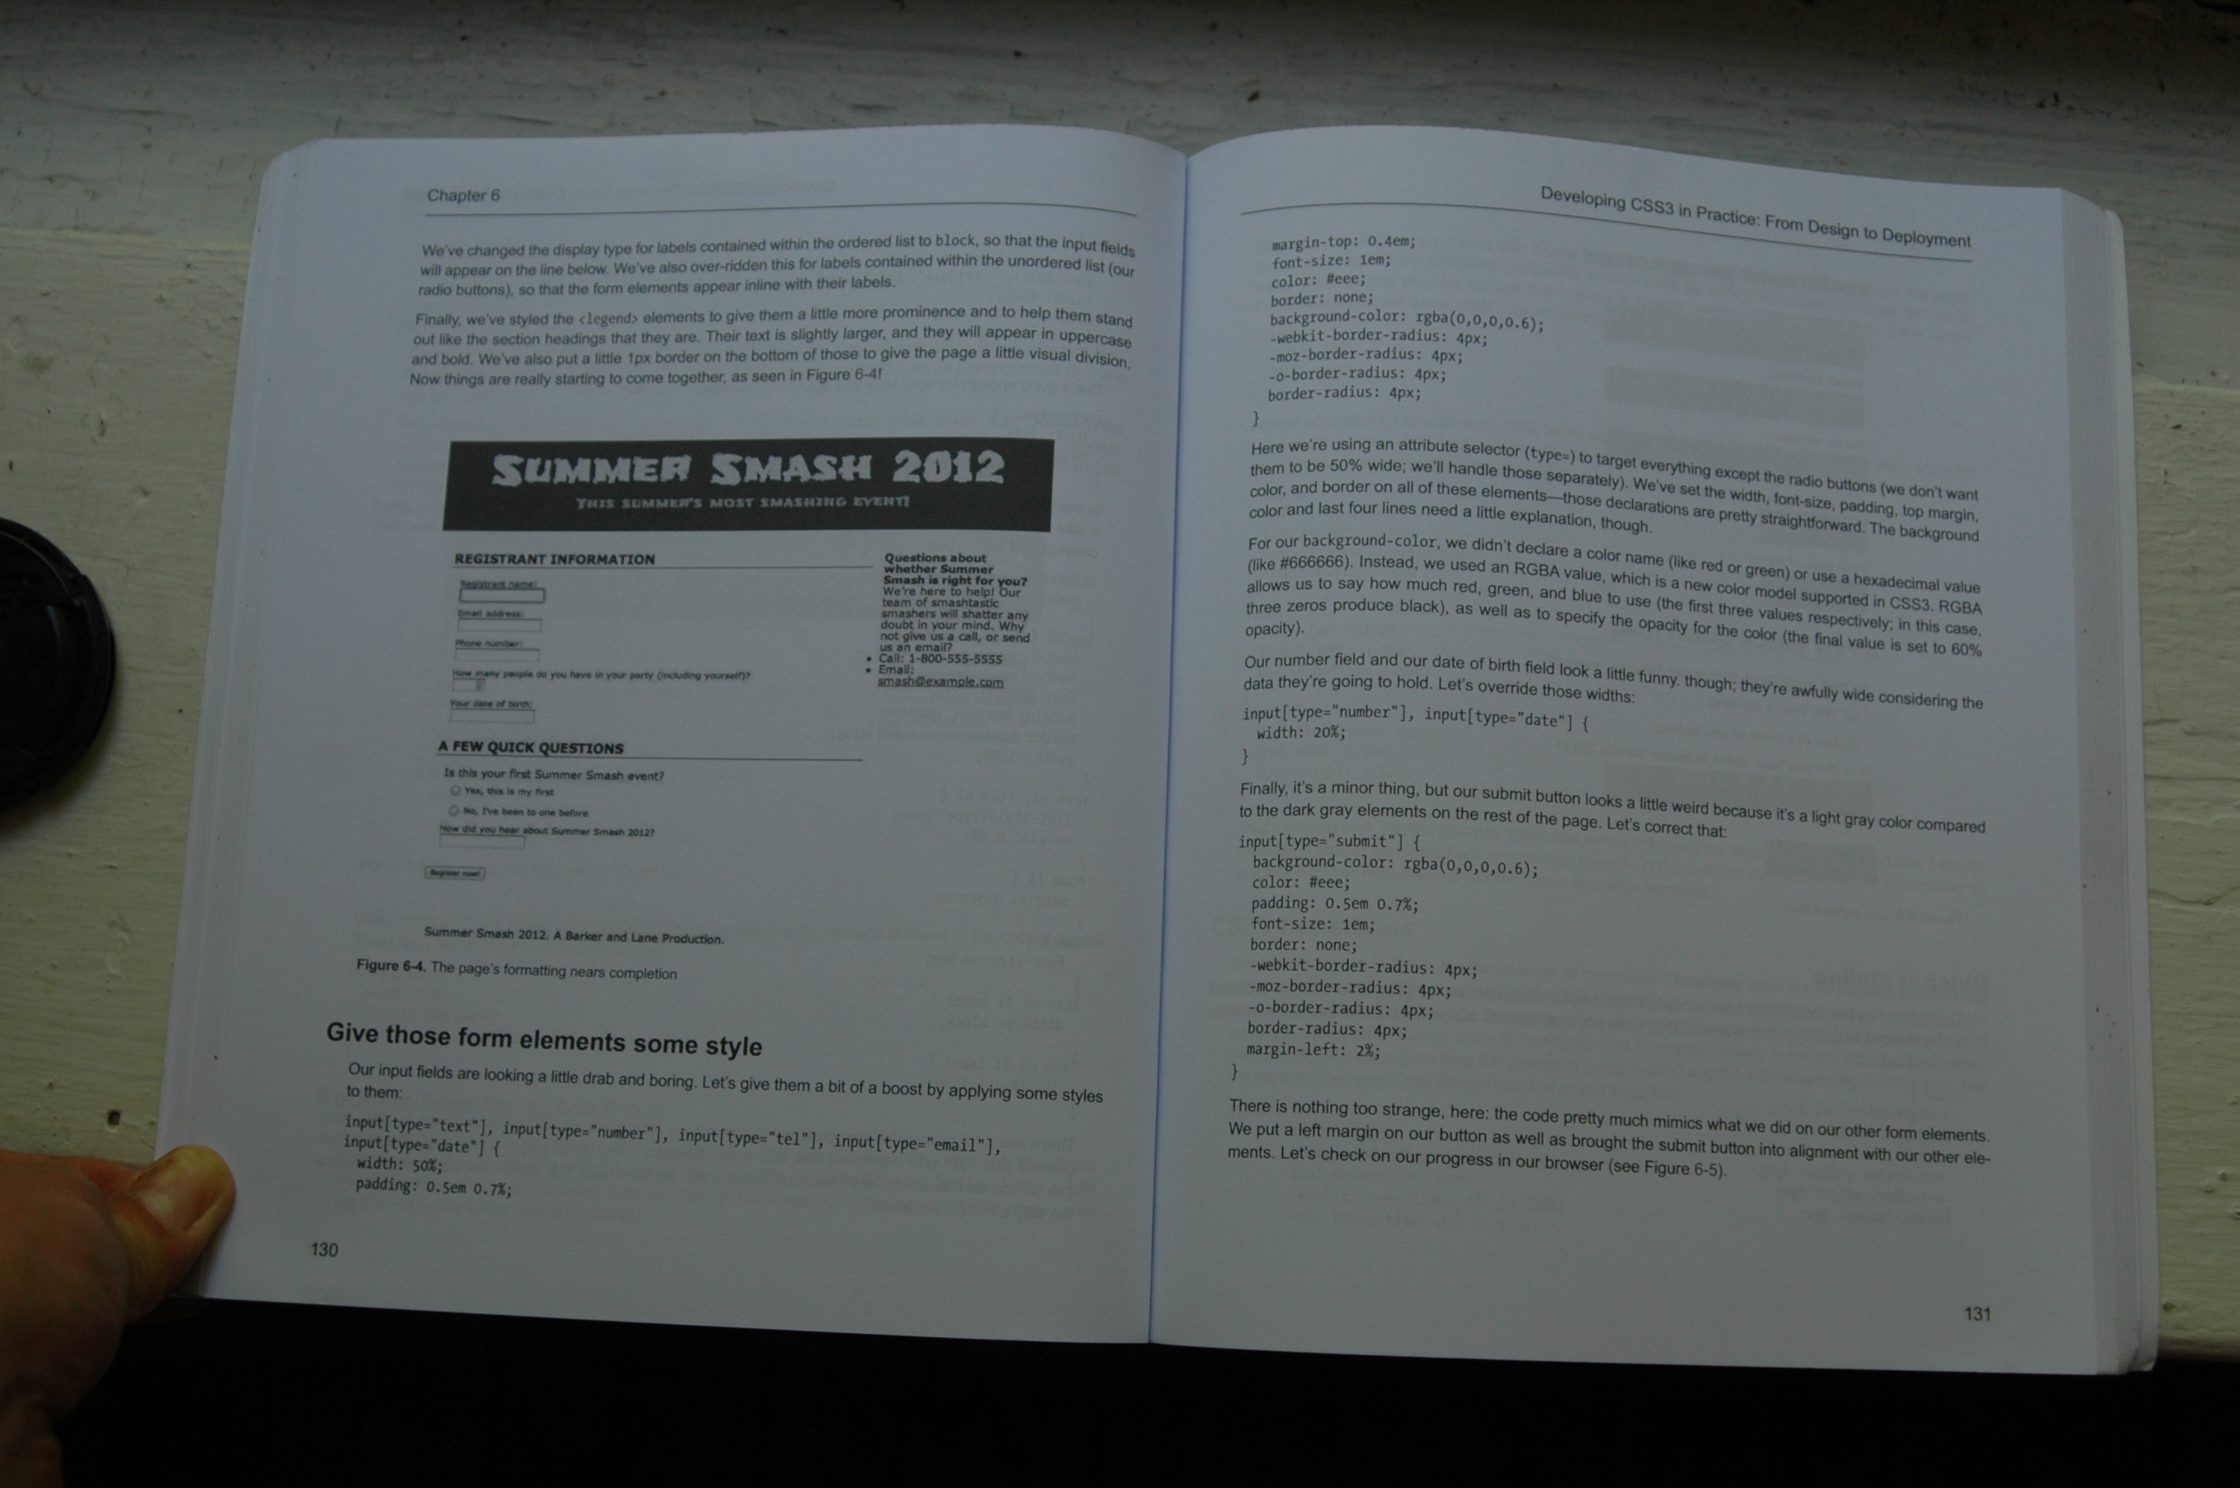 Chapter 6
We've changed the display type for labels contained within the ordered list to block, so that the input fields
will appear on the line below. We've also over-ridden this for labels contained within the unordered list (our
radio buttons), so that the form elements appear inline with their labels.
Finally, we've styled the <legend> elements to give them a little more prominence and to help them stand
out like the section headings that they are. Their text is slightly larger, and they will appear in uppercase
and bold. We've also put a little 1px border on the bottom of those to give the page a little visual division.
Now things are really starting to come together, as seen in Figure 6-4!
SUMMER SMASH 2012
THIS SUMMER'S MOST SMASHING EVENT!
REGISTRANT INFORMATION
Registrant name:
Email address:
Phone number:
How many people do you have in your party (including yourself)?
Your date of birth:
Questions about
whether Summer
Smash is right for you?
We're here to help! Our
team of smashtastic
smashers will shatter any
doubt in your mind. Why
not give us a call, or send
us an email?
• Call: 1-800-555-5555
• Email:
smash@example.com
A FEW QUICK QUESTIONS
Is this your first Summer Smash event?
Yes, this is my first
No, I've been to one before
How did you hear about Summer Smash 2012?
Register now!
Summer Smash 2012. A Barker and Lane Production.
Figure 6-4. The page's formatting nears completion
Give those form elements some style
Our input fields are looking a little drab and boring. Let's give them a bit of a boost by applying some styles
to them:
input[type="text"], input[type="number"], input[type="tel"], input[type="email"],
input[type="date"] {
width: 50%;
padding: 0.5em 0.7%;
130
Developing CSS3 in Practice: From Design to Deployment
margin-top: 0.4em;
font-size: 1em;
color: #eee;
border: none;
background-color: rgba(0,0,0,0.6);
-webkit-border-radius: 4px;
-moz-border-radius: 4px;
-o-border-radius: 4px;
border-radius: 4px;
}
Here we're using an attribute selector (type=) to target everything except the radio buttons (we don't want
them to be 50% wide; we'll handle those separately). We've set the width, font-size, padding, top margin,
color, and border on all of these elements—those declarations are pretty straightforward. The background
color and last four lines need a little explanation, though.
For our background-color, we didn't declare a color name (like red or green) or use a hexadecimal value
(like #666666). Instead, we used an RGBA value, which is a new color model supported in CSS3. RGBA
allows us to say how much red, green, and blue to use (the first three values respectively; in this case,
three zeros produce black), as well as to specify the opacity for the color (the final value is set to 60%
opacity).
Our number field and our date of birth field look a little funny. though; they're awfully wide considering the
data they're going to hold. Let's override those widths:
input[type="number"], input[type="date"] {
width: 20%;
}
Finally, it's a minor thing, but our submit button looks a little weird because it's a light gray color compared
to the dark gray elements on the rest of the page. Let's correct that:
input[type="submit"] {
background-color: rgba(0,0,0,0.6);
color: #eee;
padding: 0.5em 0.7%;
font-size: 1em;
border: none;
-webkit-border-radius: 4px;
-moz-border-radius: 4px;
-o-border-radius: 4px;
border-radius: 4px;
margin-left: 2%;
}
There is nothing too strange, here: the code pretty much mimics what we did on our other form elements.
We put a left margin on our button as well as brought the submit button into alignment with our other ele-
ments. Let's check on our progress in our browser (see Figure 6-5).
131